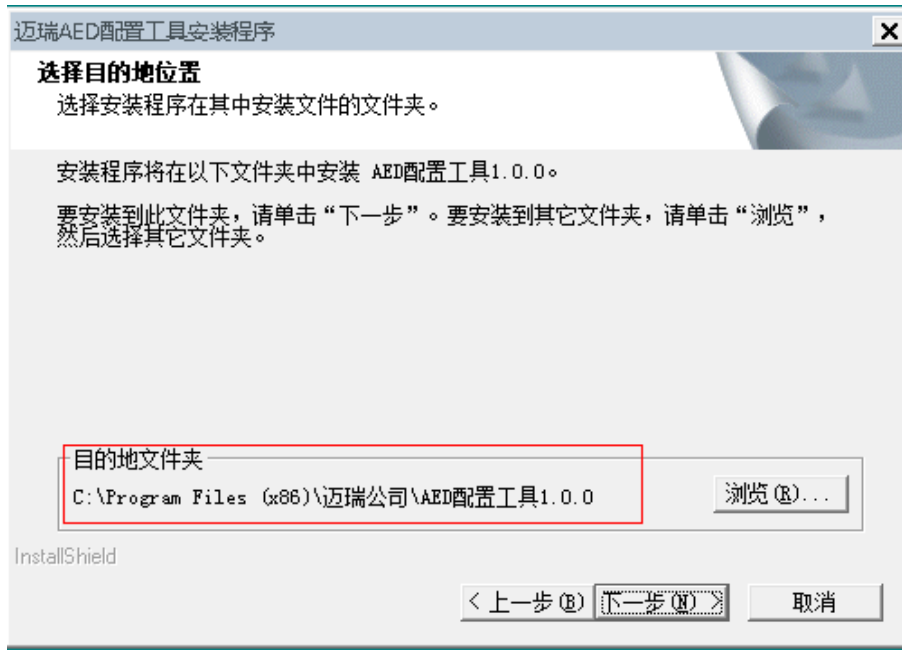 迈瑞AED配置工具安装程序
选择目的地位置
选择安装程序在其中安装文件的文件夹。
安装程序将在以下文件夹中安装 AED配置工具1.0.0。
要安装到此文件夹，请单击“下一步”。要安装到其它文件夹，请单击“浏览”，
然后选择其它文件夹。
目的地文件夹
C:\Program Files (x86)\迈瑞公司\AED配置工具1.0.0
浏览(R)...
InstallShield
< 上一步(B)
下一步(N) >
取消